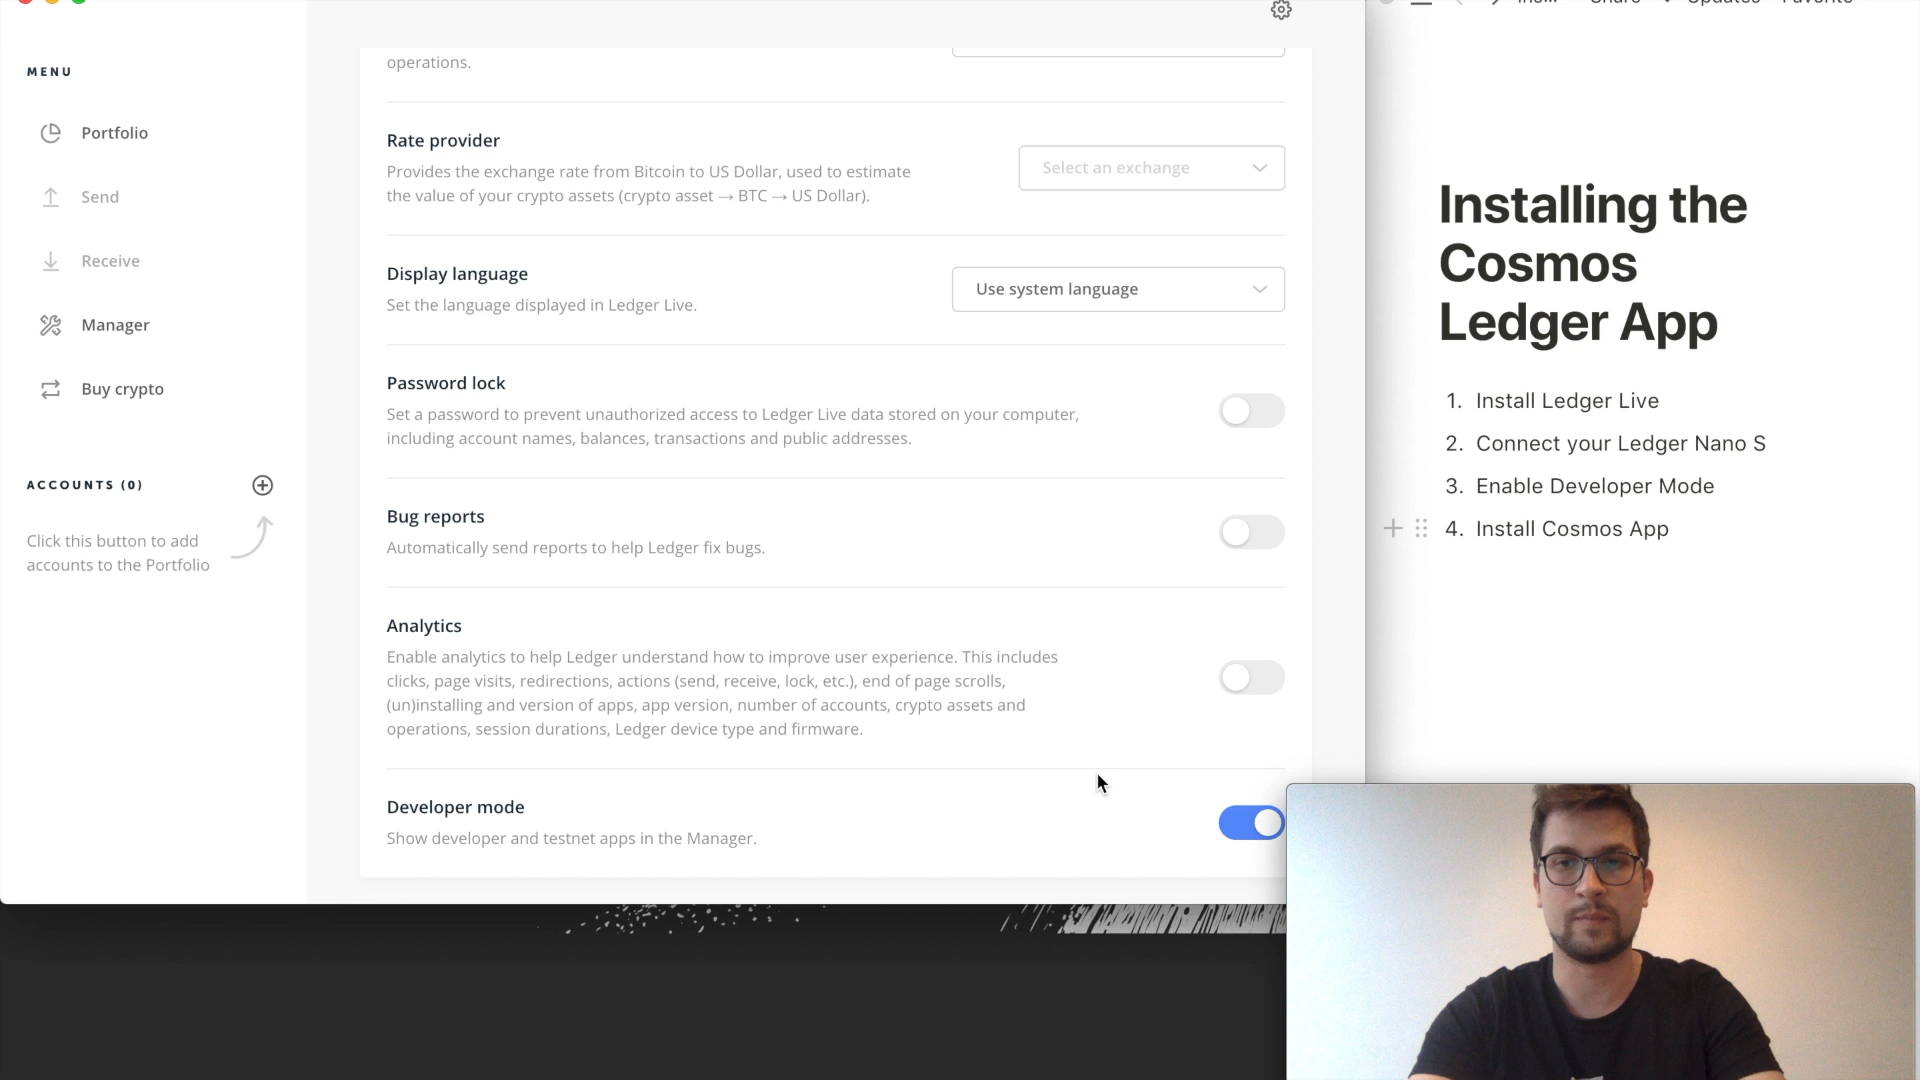 MENU
Portfolio
Send
Receive
Manager
Buy crypto
ACCOUNTS (0)
Click this button to add
accounts to the Portfolio
operations.
Rate provider
Provides the exchange rate from Bitcoin to US Dollar, used to estimate
the value of your crypto assets (crypto asset → BTC → US Dollar).
Select an exchange
Display language
Set the language displayed in Ledger Live.
Use system language
Password lock
Set a password to prevent unauthorized access to Ledger Live data stored on your computer,
including account names, balances, transactions and public addresses.
Bug reports
Automatically send reports to help Ledger fix bugs.
Analytics
Enable analytics to help Ledger understand how to improve user experience. This includes
clicks, page visits, redirections, actions (send, receive, lock, etc.), end of page scrolls,
(un)installing and version of apps, app version, number of accounts, crypto assets and
operations, session durations, Ledger device type and firmware.
Developer mode
Show developer and testnet apps in the Manager.
Ins... Share Updates Favorite
Installing the
Cosmos
Ledger App
1. Install Ledger Live
2. Connect your Ledger Nano S
3. Enable Developer Mode
4. Install Cosmos App